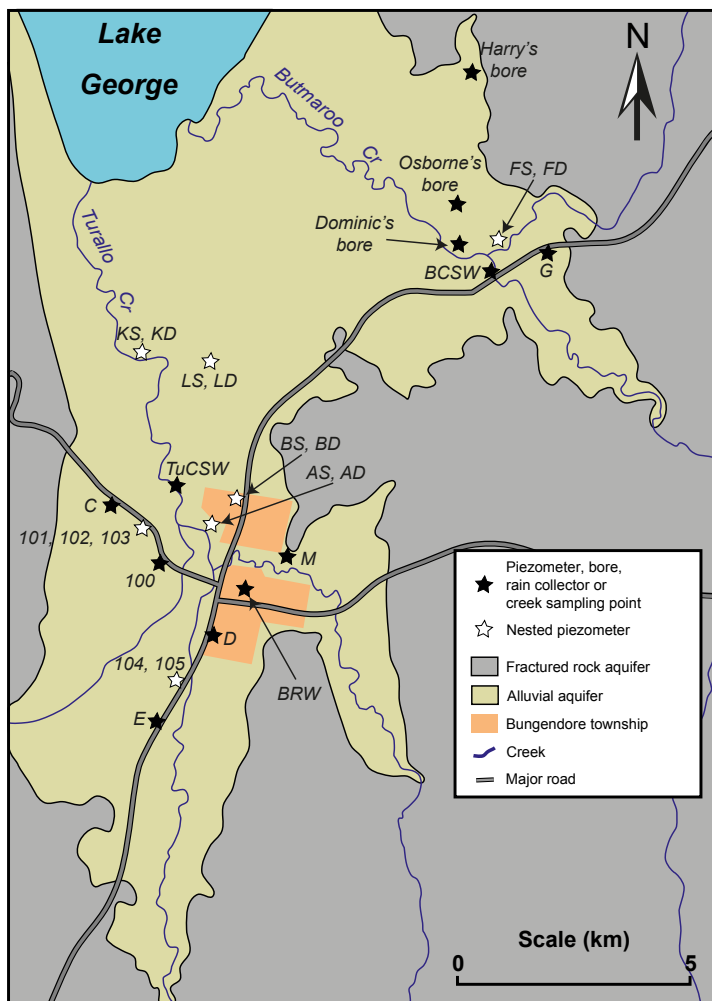 Lake
George
Harry's
bore
N
Butmaroo
Cr
Osborne's
bore
FS, FD
Dominic's
bore
BCSW
G
Turallo
Cr
KS, KD
LS, LD
BS, BD
AS, AD
TuCSW
C
101, 102, 103
100
M
D
BRW
104, 105
E
Piezometer, bore,
rain collector or
creek sampling point
Nested piezometer
Fractured rock aquifer
Alluvial aquifer
Bungendore township
Creek
Major road
Scale (km)
0
5